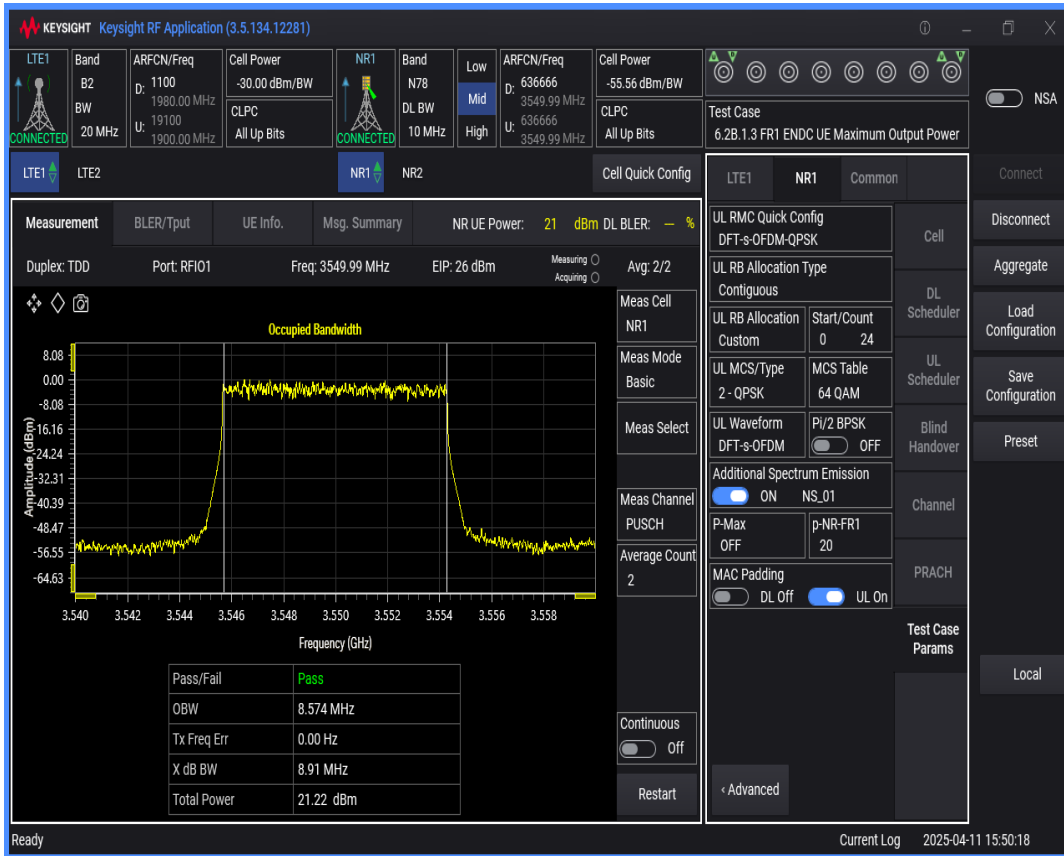 KEYSIGHT Keysight RF Application (3.5.134.12281)
LTE1
CONNECTED
Band
B2
BW
20 MHz
ARFCN/Freq
D: 1100
1980.00 MHz
U: 19100
1900.00 MHz
Cell Power
-30.00 dBm/BW
CLPC
All Up Bits
NR1
CONNECTED
Band
N78
DL BW
10 MHz
Low
Mid
High
ARFCN/Freq
D: 636666
3549.99 MHz
U: 636666
3549.99 MHz
Cell Power
-55.56 dBm/BW
CLPC
All Up Bits
Test Case
6.2B.1.3 FR1 ENDC UE Maximum Output Power
NSA
LTE1 LTE2
NR1 NR2
Cell Quick Config
Measurement BLER/Tput UE Info. Msg. Summary NR UE Power: 21 dBm DL BLER: — %
Duplex: TDD Port: RFIO1 Freq: 3549.99 MHz EIP: 26 dBm Measuring Acquiring Avg: 2/2
Occupied Bandwidth
Amplitude (dBm)
8.08
0.00
-8.08
-16.16
-24.24
-32.31
-40.39
-48.47
-56.55
-64.63
3.540 3.542 3.544 3.546 3.548 3.550 3.552 3.554 3.556 3.558
Frequency (GHz)
Pass/Fail Pass
OBW 8.574 MHz
Tx Freq Err 0.00 Hz
X dB BW 8.91 MHz
Total Power 21.22 dBm
Meas Cell
NR1
Meas Mode
Basic
Meas Select
Meas Channel
PUSCH
Average Count
2
Continuous
Off
Restart
LTE1 NR1 Common
UL RMC Quick Config
DFT-s-OFDM-QPSK
UL RB Allocation Type
Contiguous
UL RB Allocation
Custom
Start/Count
0 24
UL MCS/Type
2 - QPSK
MCS Table
64 QAM
UL Waveform
DFT-s-OFDM
Pi/2 BPSK
OFF
Additional Spectrum Emission
ON NS_01
P-Max
OFF
p-NR-FR1
20
MAC Padding
DL Off UL On
‹ Advanced
Cell
DL
Scheduler
UL
Scheduler
Blind
Handover
Channel
PRACH
Test Case
Params
Connect
Disconnect
Aggregate
Load
Configuration
Save
Configuration
Preset
Local
Ready
Current Log 2025-04-11 15:50:18